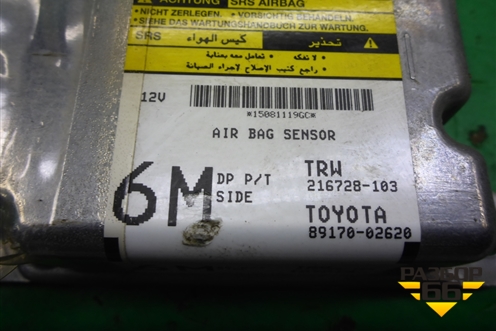 ACHTUNG SRS AIRBAG
•NICHT ZERLEGEN. •VORSICHTIG BEHANDELN.
•SIEHE DAS WARTUNGSHANDBUCH ZUR WARTUNG.
SRS كيس الهواء تحذير
• لا تفكه
• تعامل معه بعناية
• راجع كتيب الإصلاح لاجراء الصيانة
12V
*15081119GC*
AIR BAG SENSOR
6M DP P/T
SIDE
TRW
216728-103
TOYOTA
89170-02620
РАЗБОР
66